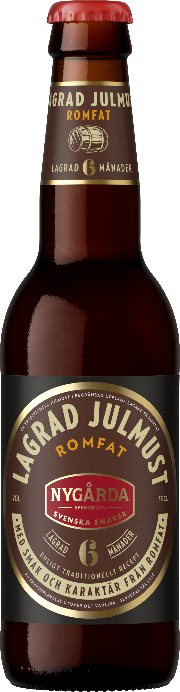 LAGRAD JULMUST
ROMFAT
LAGRAD 6 MÅNADER
LAGRAD JULMUST
ROMFAT
NYGÅRDA
SVENSKA SMAKER
LAGRAD 6 MÅNADER
ENLIGT TRADITIONELLT RECEPT
• MED SMAK OCH KARAKTÄR FRÅN ROMFAT •